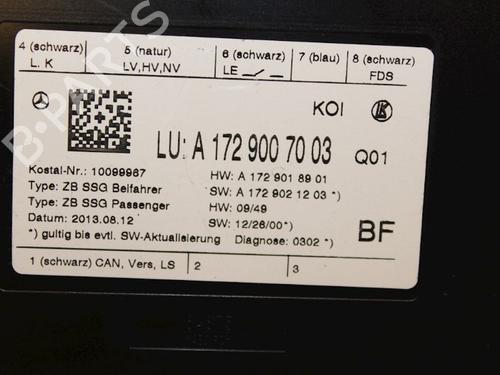 4 (schwarz) 5 (natur) 6 (schwarz) 7 (blau) 8 (schwarz)
L. K LV,HV,NV LE FDS
KOI
LU: A 172 900 70 03 Q01
Kostal-Nr.: 10099967 HW: A 172 901 89 01
Type: ZB SSG Beifahrer SW: A 172 902 12 03 *)
Type: ZB SSG Passenger HW: 09/49
Datum: 2013.08.12 SW: 12/26/00 *)
*) gultig bis evtl. SW-Aktualisierung Diagnose: 0302 *)
BF
1 (schwarz) CAN, Vers, LS 2 3
B-PARTS